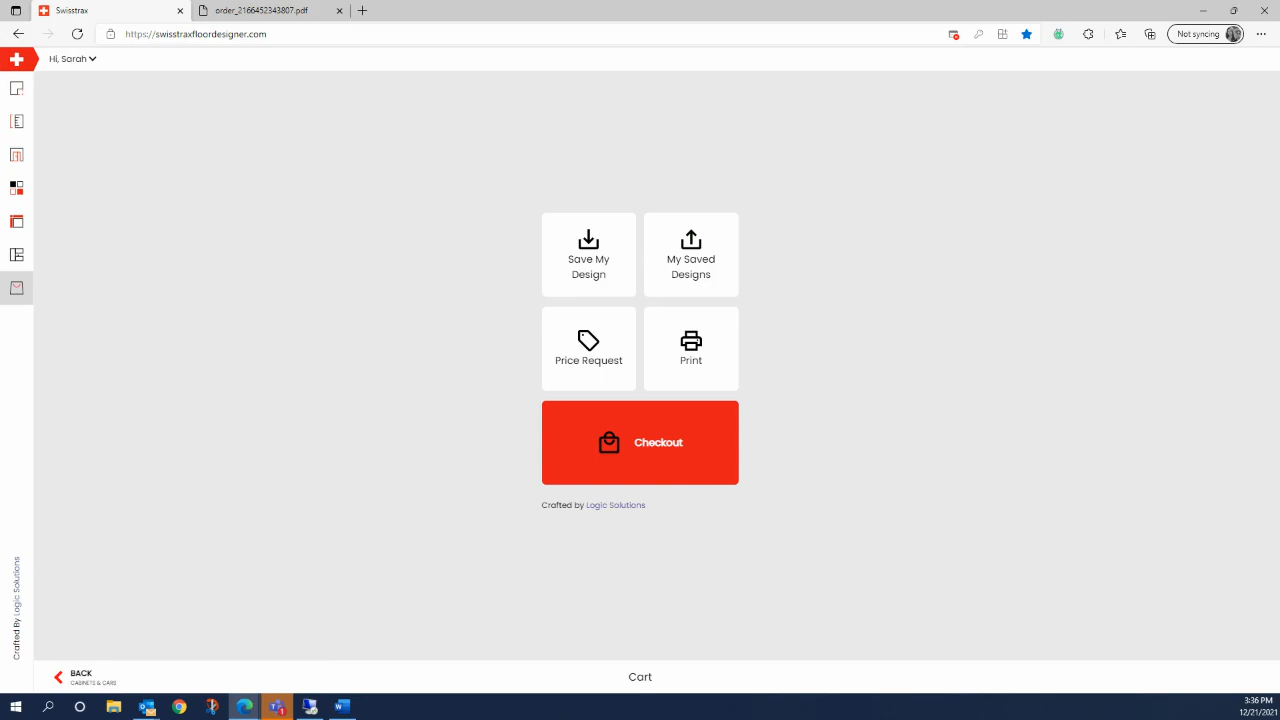 Swisstrax
order_2166452343807.pdf
https://swisstraxfloordesigner.com
Not syncing
Hi, Sarah
Save My
Design
My Saved
Designs
Price Request
Print
Checkout
Crafted by Logic Solutions
Crafted By Logic Solutions
BACK
CABINETS & CARS
Cart
3:36 PM
12/21/2021